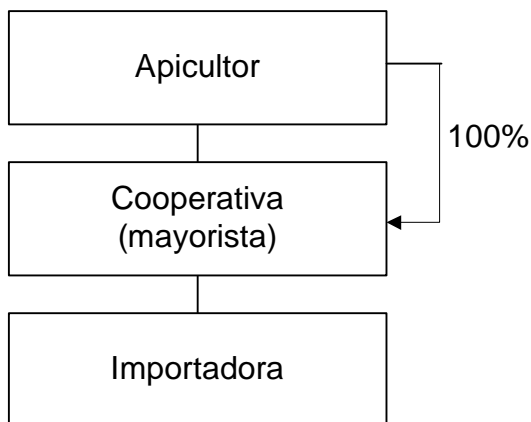 Apicultor
100%
Cooperativa
(mayorista)
Importadora